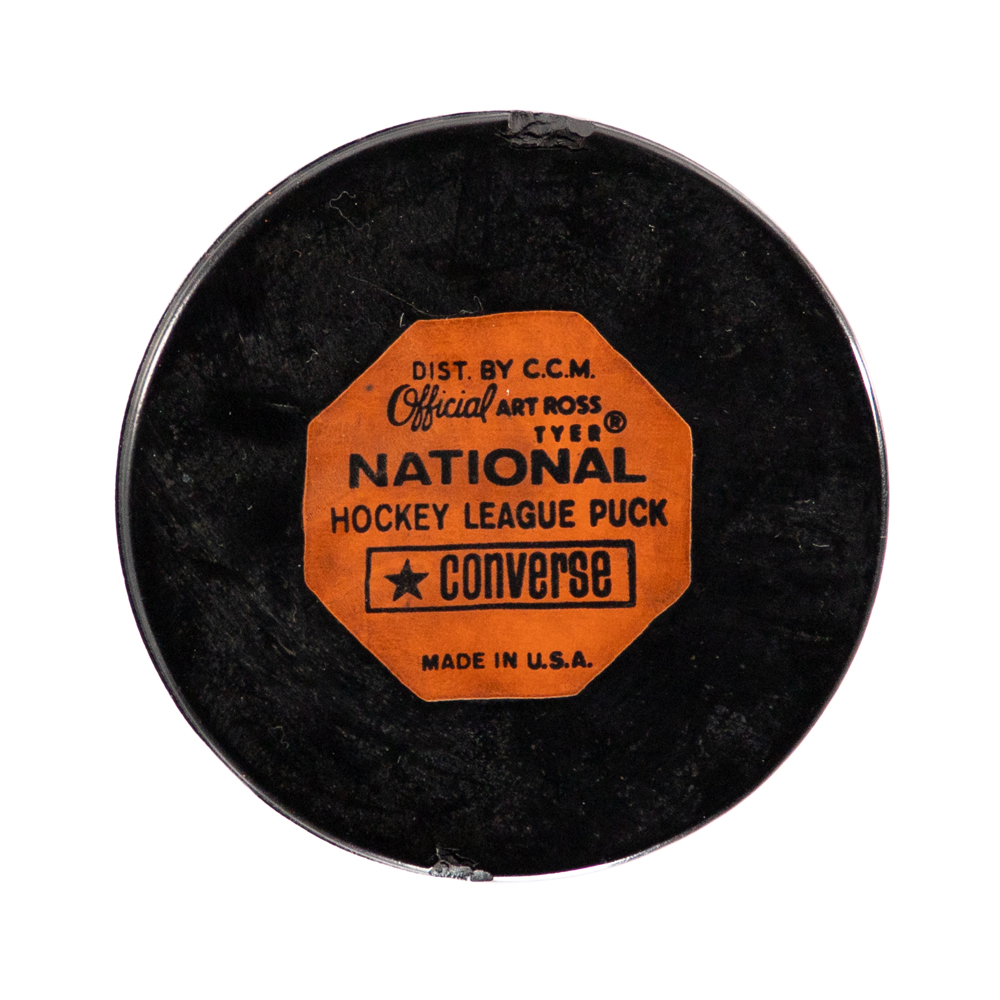 DIST. BY C.C.M.
Official ART ROSS
TYER®
NATIONAL
HOCKEY LEAGUE PUCK
★ converse
MADE IN U.S.A.